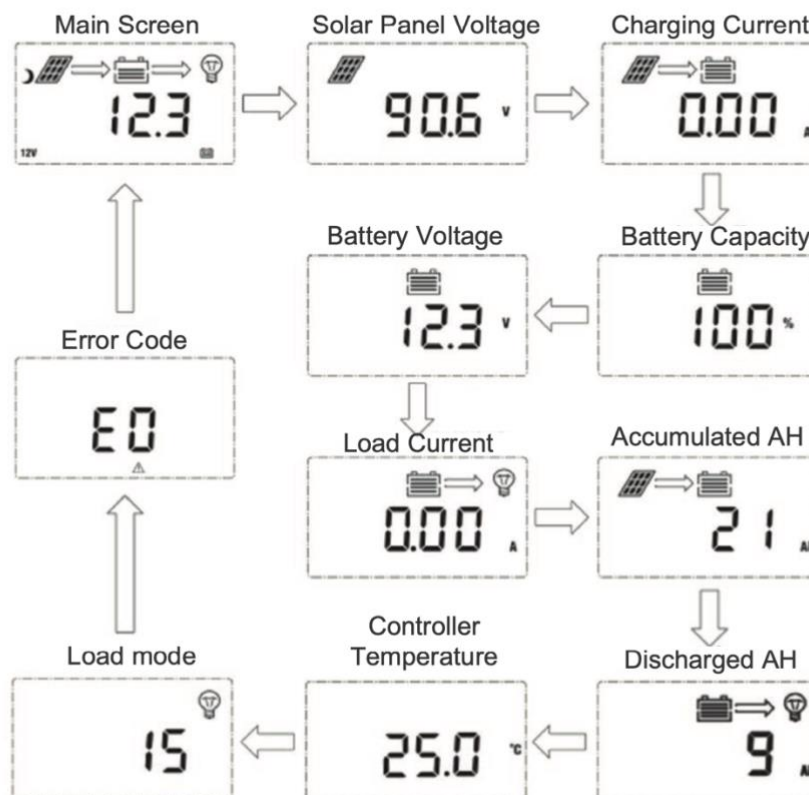 Main Screen
Solar Panel Voltage
Charging Current
12.3
12V
90.6 V
0.00
Battery Voltage
Battery Capacity
12.3 V
100 %
Error Code
E0
Load Current
Accumulated AH
0.00 A
21
Load mode
Controller
Temperature
Discharged AH
15
25.0 °C
9